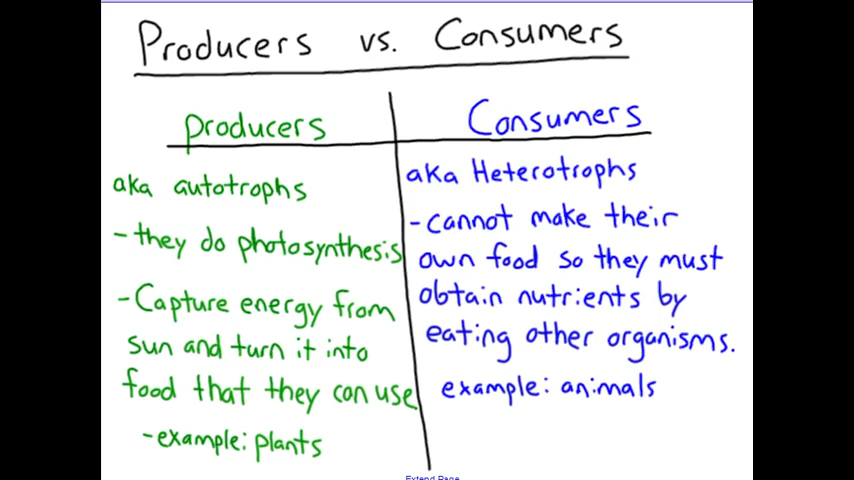 Producers vs. Consumers
producers
aka autotrophs
-they do photosynthesis
-Capture energy from
sun and turn it into
food that they can use
-example: plants
Consumers
aka Heterotrophs
-cannot make their
own food so they must
obtain nutrients by
eating other organisms.
example: animals
Extend Page